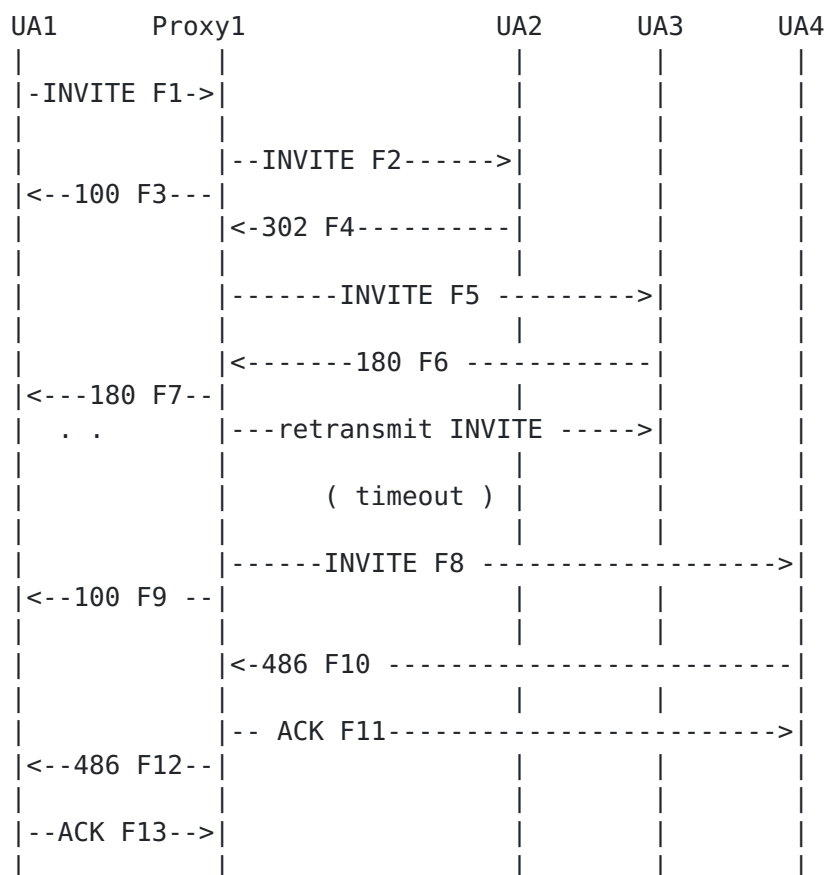 UA1 Proxy1 UA2 UA3 UA4
|-INVITE F1->|
|--INVITE F2------>|
|<--100 F3---|
|<-302 F4----------|
|-------INVITE F5 --------->|
|<-------180 F6 ------------|
|<---180 F7--|
. . |---retransmit INVITE ----->|
( timeout )
|------INVITE F8 ------------------->|
|<--100 F9 --|
|<-486 F10 --------------------------|
|-- ACK F11------------------------->|
|<--486 F12--|
|--ACK F13-->|